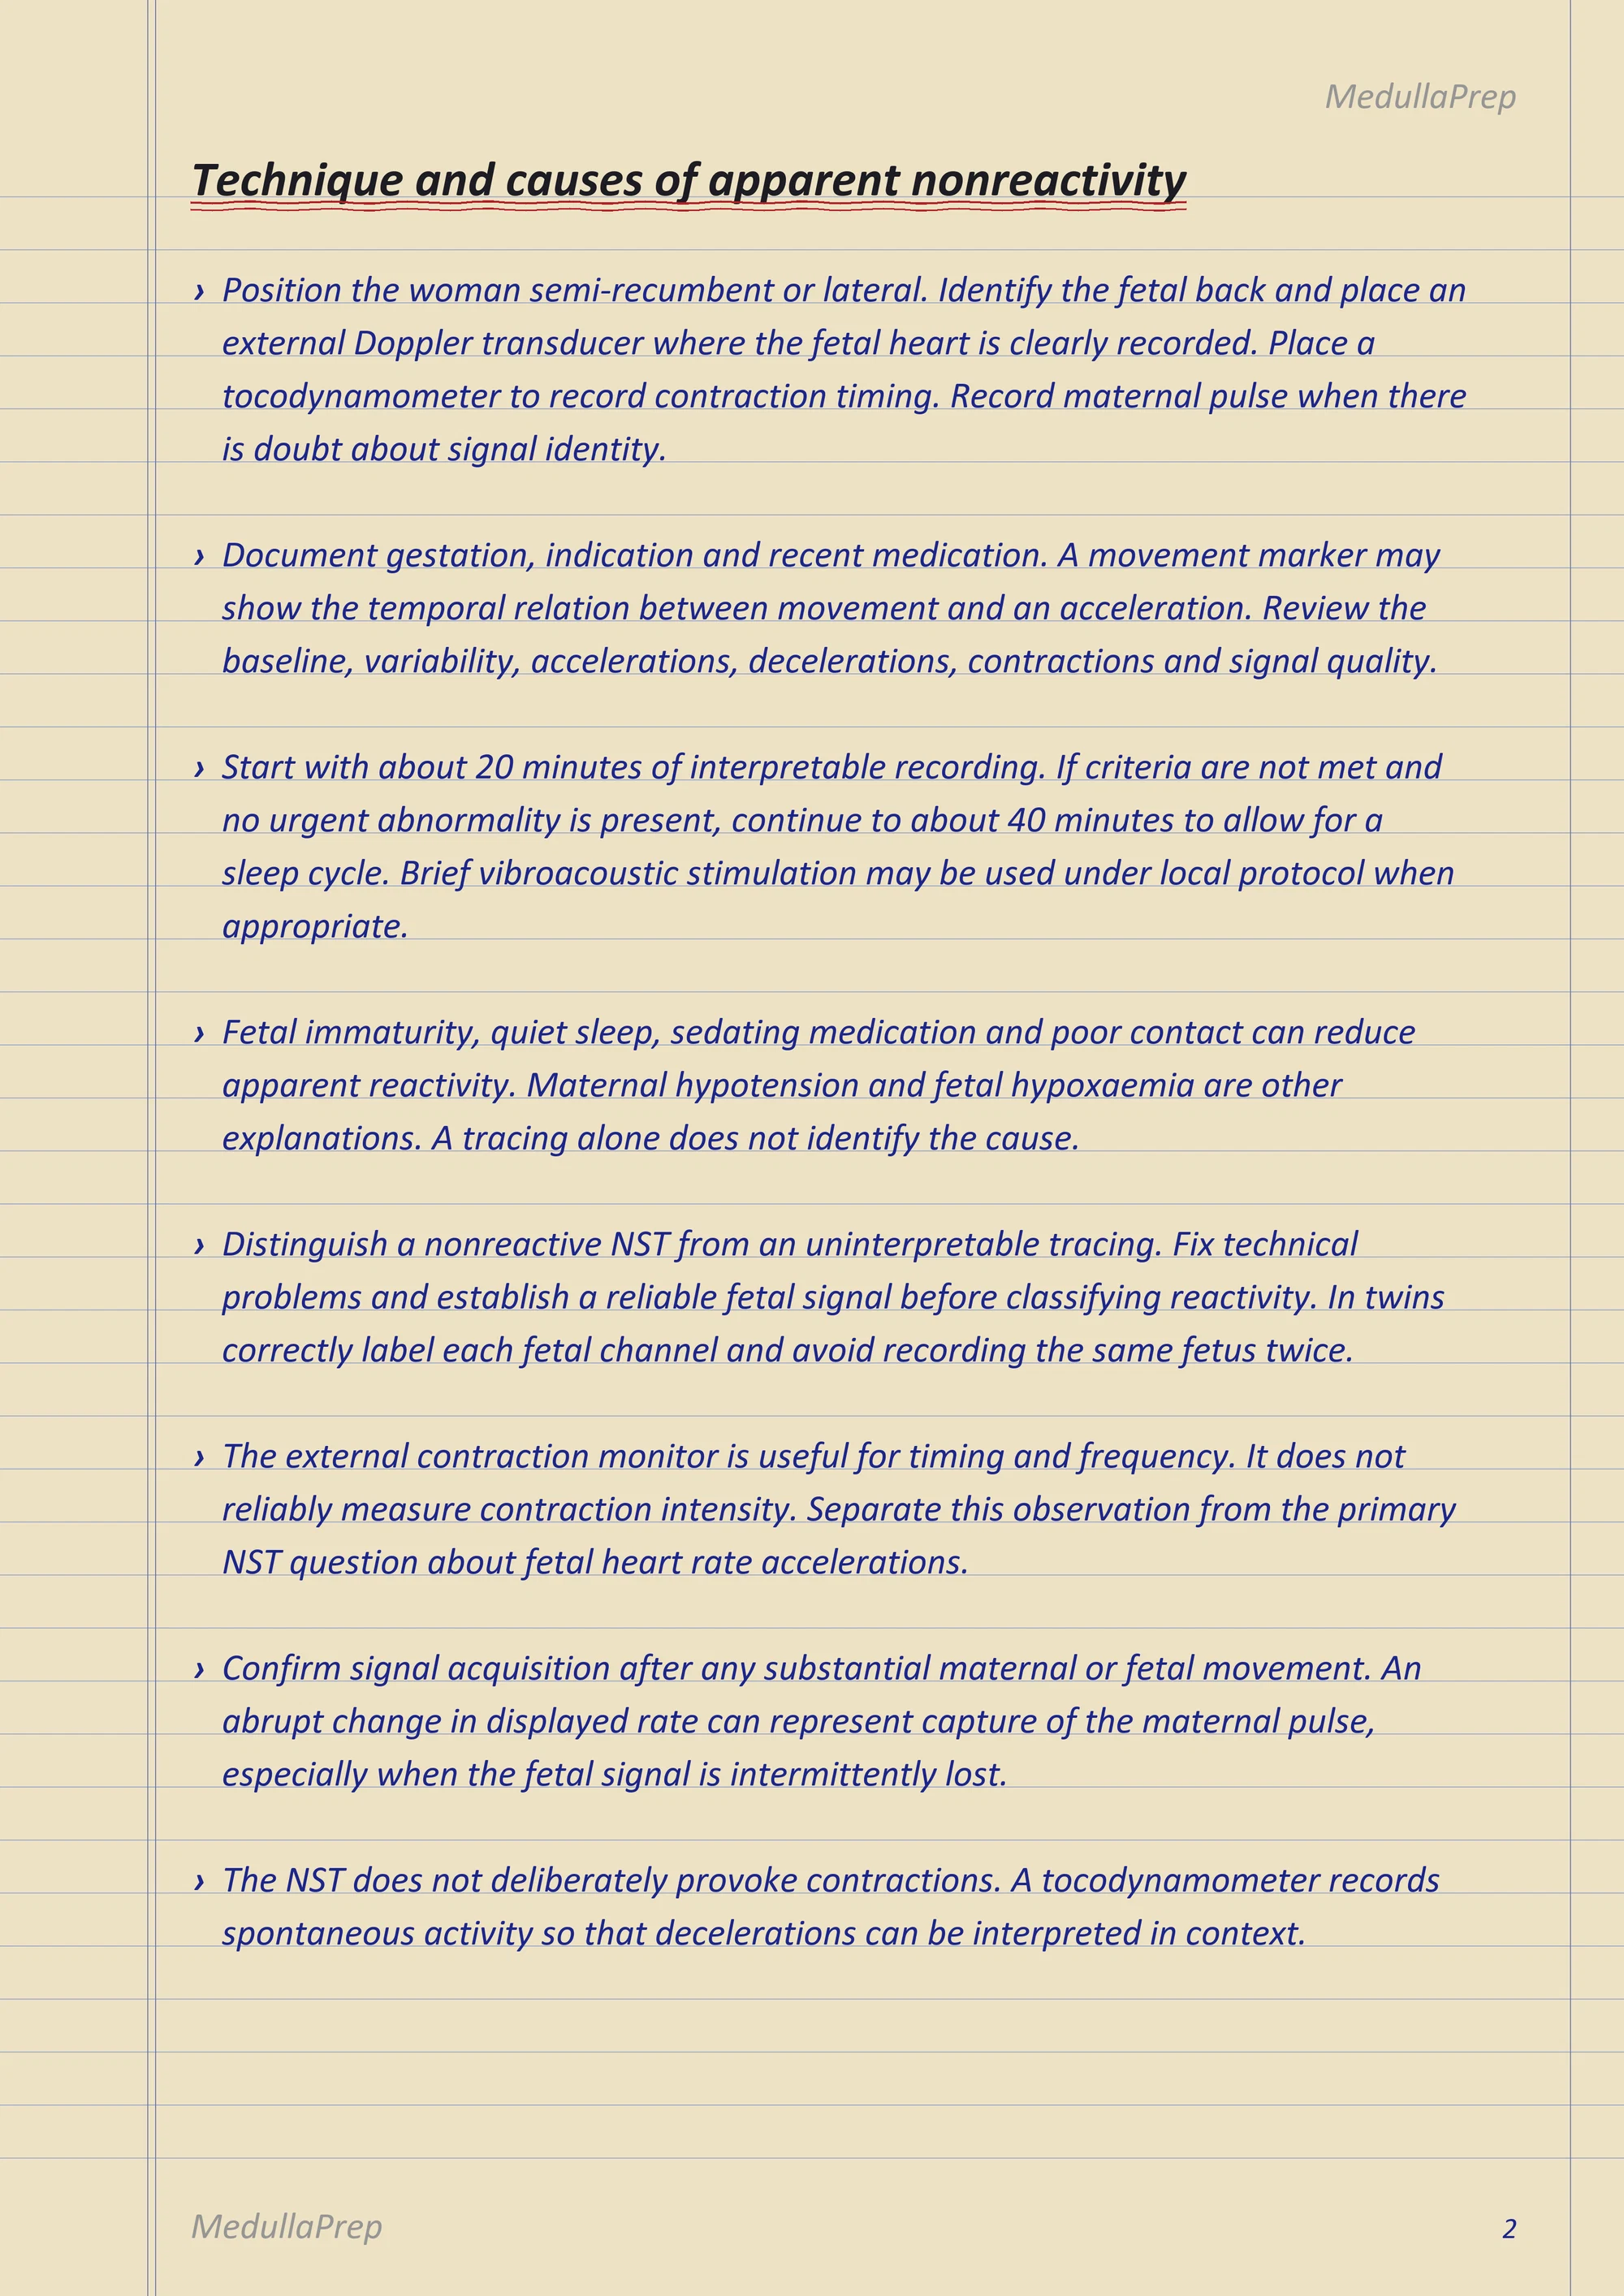 MedullaPrep
Technique and causes of apparent nonreactivity
› Position the woman semi-recumbent or lateral. Identify the fetal back and place an
external Doppler transducer where the fetal heart is clearly recorded. Place a
tocodynamometer to record contraction timing. Record maternal pulse when there
is doubt about signal identity.
› Document gestation, indication and recent medication. A movement marker may
show the temporal relation between movement and an acceleration. Review the
baseline, variability, accelerations, decelerations, contractions and signal quality.
› Start with about 20 minutes of interpretable recording. If criteria are not met and
no urgent abnormality is present, continue to about 40 minutes to allow for a
sleep cycle. Brief vibroacoustic stimulation may be used under local protocol when
appropriate.
› Fetal immaturity, quiet sleep, sedating medication and poor contact can reduce
apparent reactivity. Maternal hypotension and fetal hypoxaemia are other
explanations. A tracing alone does not identify the cause.
› Distinguish a nonreactive NST from an uninterpretable tracing. Fix technical
problems and establish a reliable fetal signal before classifying reactivity. In twins
correctly label each fetal channel and avoid recording the same fetus twice.
› The external contraction monitor is useful for timing and frequency. It does not
reliably measure contraction intensity. Separate this observation from the primary
NST question about fetal heart rate accelerations.
› Confirm signal acquisition after any substantial maternal or fetal movement. An
abrupt change in displayed rate can represent capture of the maternal pulse,
especially when the fetal signal is intermittently lost.
› The NST does not deliberately provoke contractions. A tocodynamometer records
spontaneous activity so that decelerations can be interpreted in context.
MedullaPrep
2